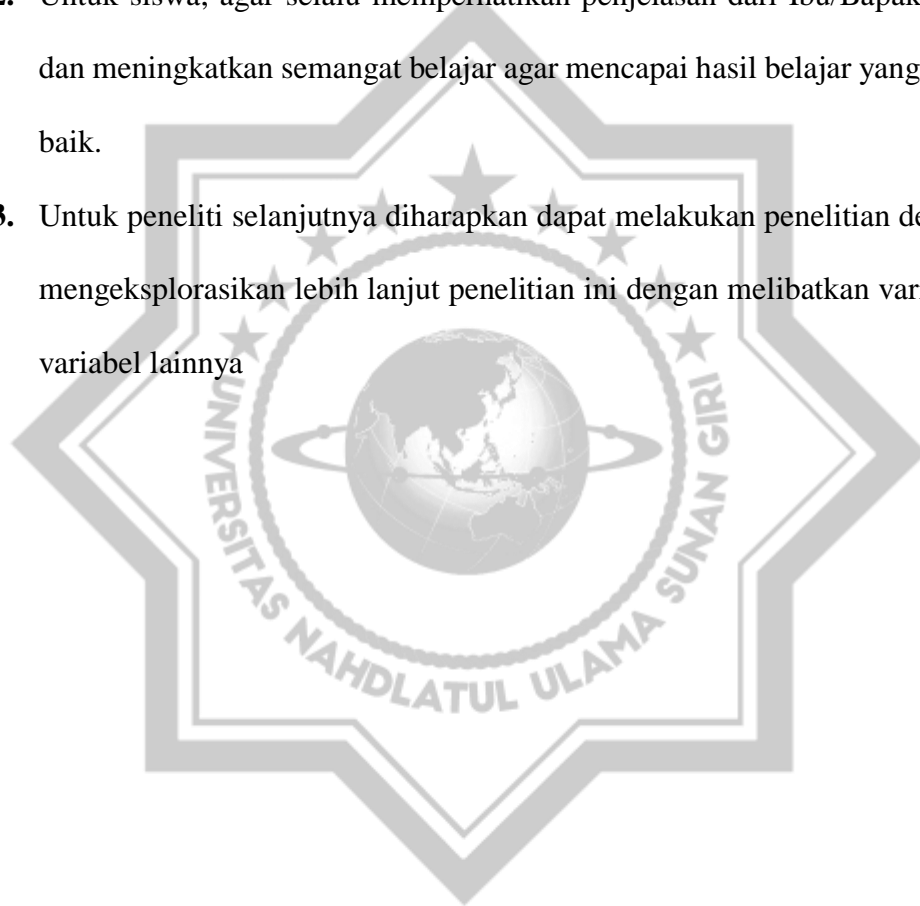 2. Untuk siswa, agar selalu memperhatikan penjelasan dari Ibu/Bapak
dan meningkatkan semangat belajar agar mencapai hasil belajar yang
baik.
3. Untuk peneliti selanjutnya diharapkan dapat melakukan penelitian de
mengeksplorasikan lebih lanjut penelitian ini dengan melibatkan vari
variabel lainnya
UNIVERSITAS NAHDLATUL ULAMA SUNAN GIRI